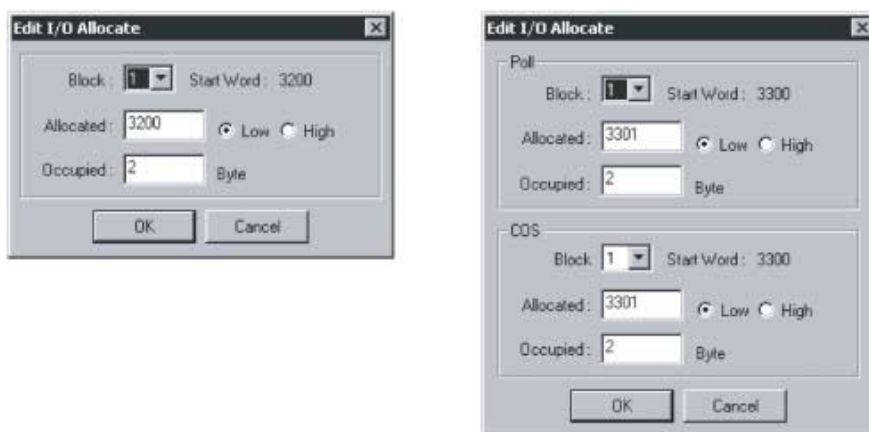 Edit I/O Allocate
Block : 1 Start Word : 3200
Allocated : 3200 Low High
Occupied : 2 Byte
OK Cancel
Edit I/O Allocate
Poll
Block : 1 Start Word : 3300
Allocated : 3301 Low High
Occupied : 2 Byte
COS
Block 1 Start Word : 3300
Allocated : 3301 Low High
Occupied : 2 Byte
OK Cancel